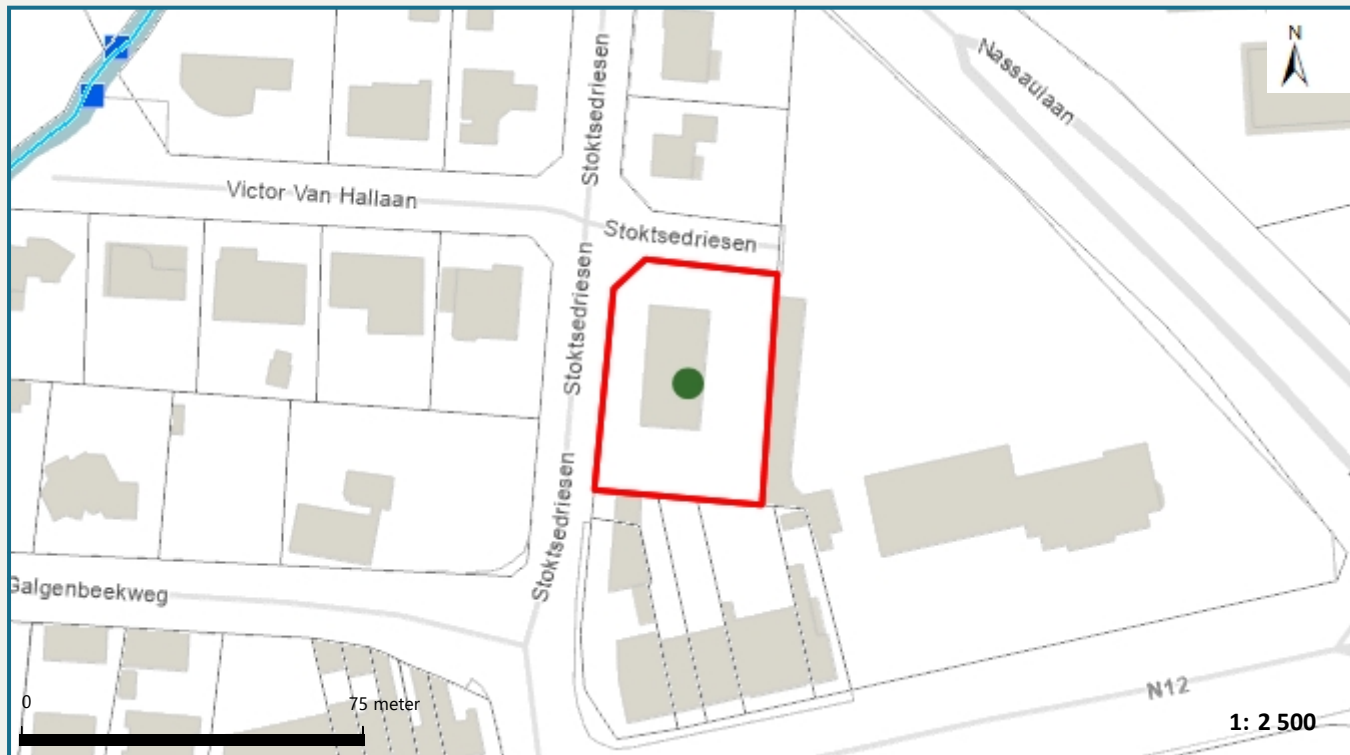 N
Nassaulaan
Stoktsedriesen
Victor Van Hallaan
Stoktsedriesen
Stoktsedriesen
Stoktsedriesen
Galgenbeekweg
N12
0
75 meter
1: 2 500